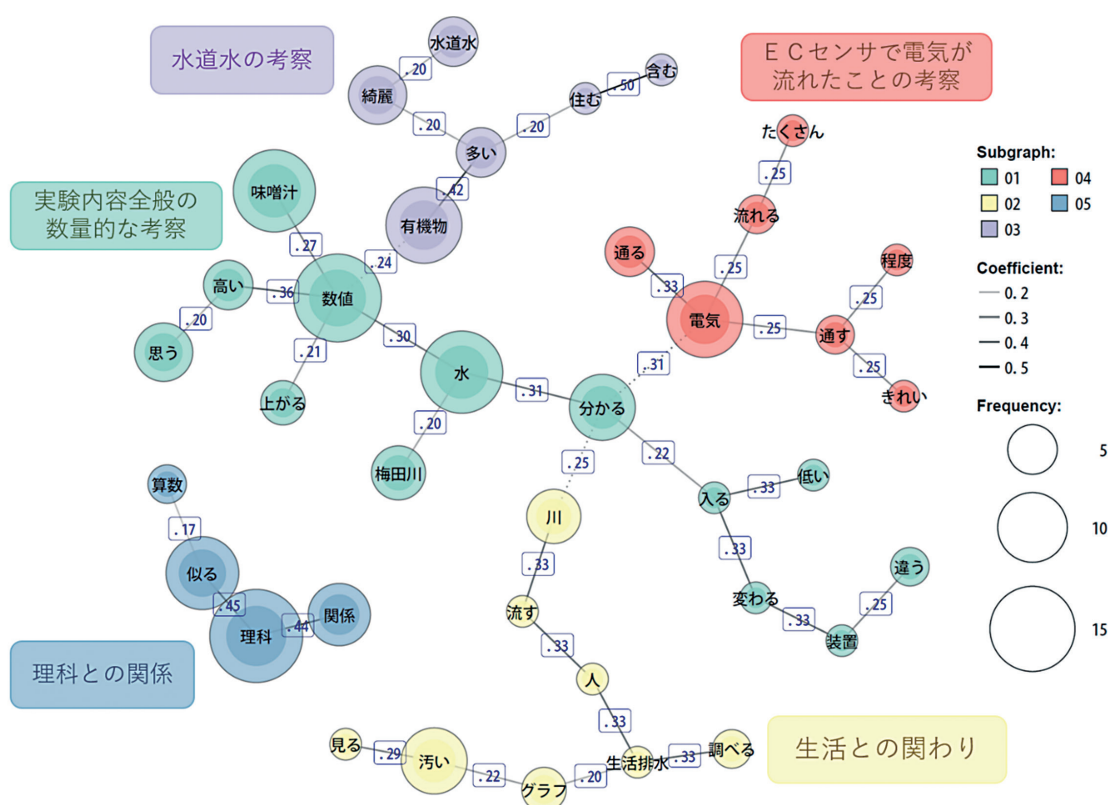 水道水の考察
水道水
.20
綺麗
.20
多い
.20
住む
.50
含む
.42
有機物
.24
ECセンサで電気が
流れたことの考察
たくさん
.25
流れる
.25
通る
.33
電気
.25
通す
.25
程度
.25
きれい
.31
実験内容全般の
数量的な考察
味噌汁
.27
数値
.36
高い
.20
思う
.21
上がる
.30
水
.20
梅田川
.31
分かる
.22
入る
.33
低い
.33
変わる
.33
装置
.25
違う
.25
川
.33
流す
.33
人
.33
生活排水
.33
調べる
.20
グラフ
.22
汚い
.29
見る
生活との関わり
算数
.17
似る
.45
理科
.44
関係
理科との関係
Subgraph:
01
04
02
05
03
Coefficient:
0.2
0.3
0.4
0.5
Frequency:
5
10
15